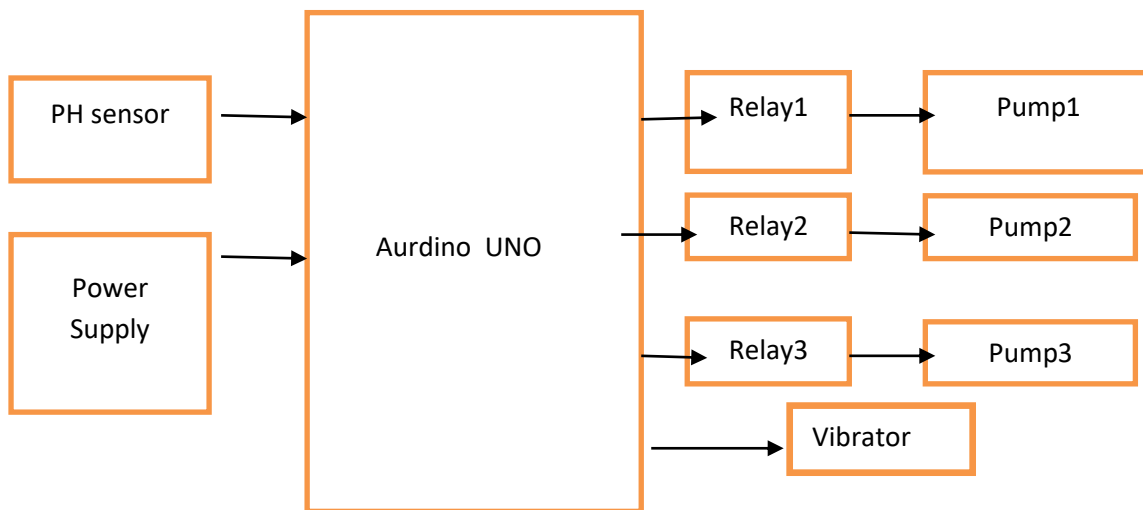 PH sensor
Power
Supply
Aurdino UNO
Relay1
Pump1
Relay2
Pump2
Relay3
Pump3
Vibrator